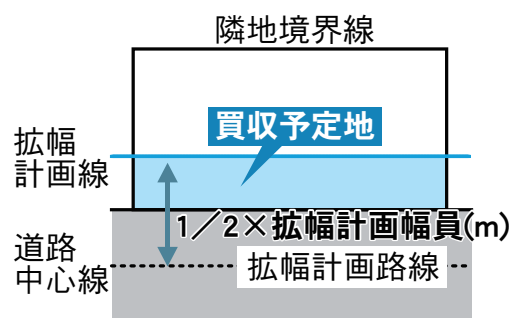 隣地境界線
買収予定地
拡幅
計画線
1／2×拡幅計画幅員(m)
道路
中心線
拡幅計画路線